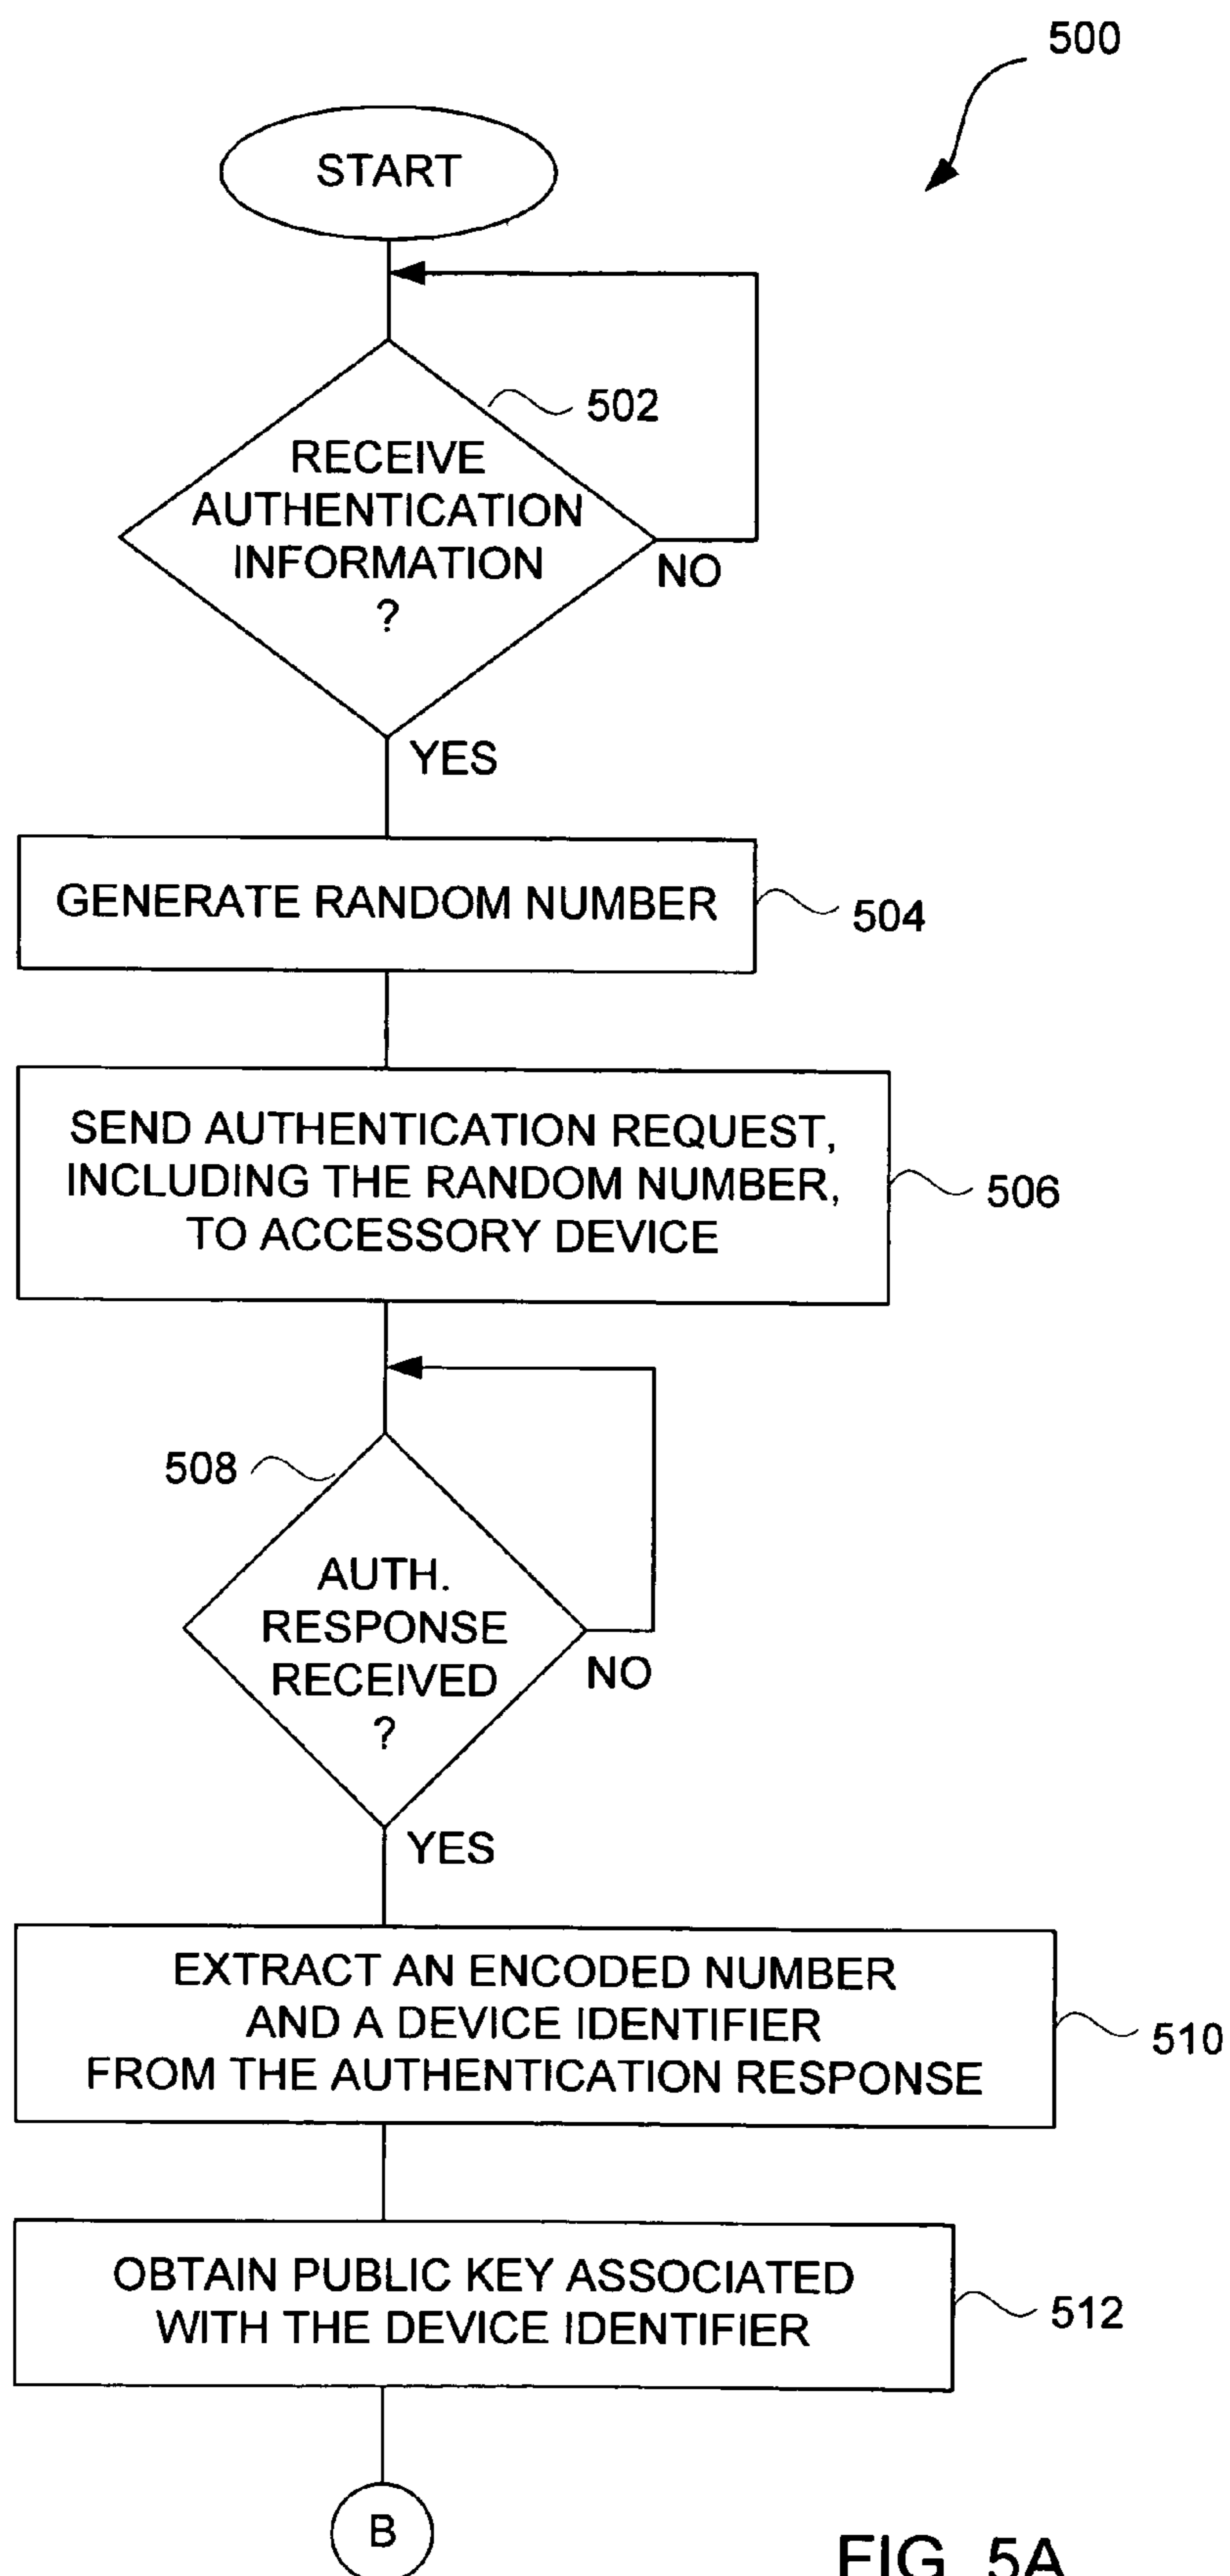 500
START
502
RECEIVE
AUTHENTICATION
INFORMATION
?
NO
YES
GENERATE RANDOM NUMBER
504
SEND AUTHENTICATION REQUEST,
INCLUDING THE RANDOM NUMBER,
TO ACCESSORY DEVICE
506
508
AUTH.
RESPONSE
RECEIVED
?
NO
YES
EXTRACT AN ENCODED NUMBER
AND A DEVICE IDENTIFIER
FROM THE AUTHENTICATION RESPONSE
510
OBTAIN PUBLIC KEY ASSOCIATED
WITH THE DEVICE IDENTIFIER
512
B
FIG. 5A